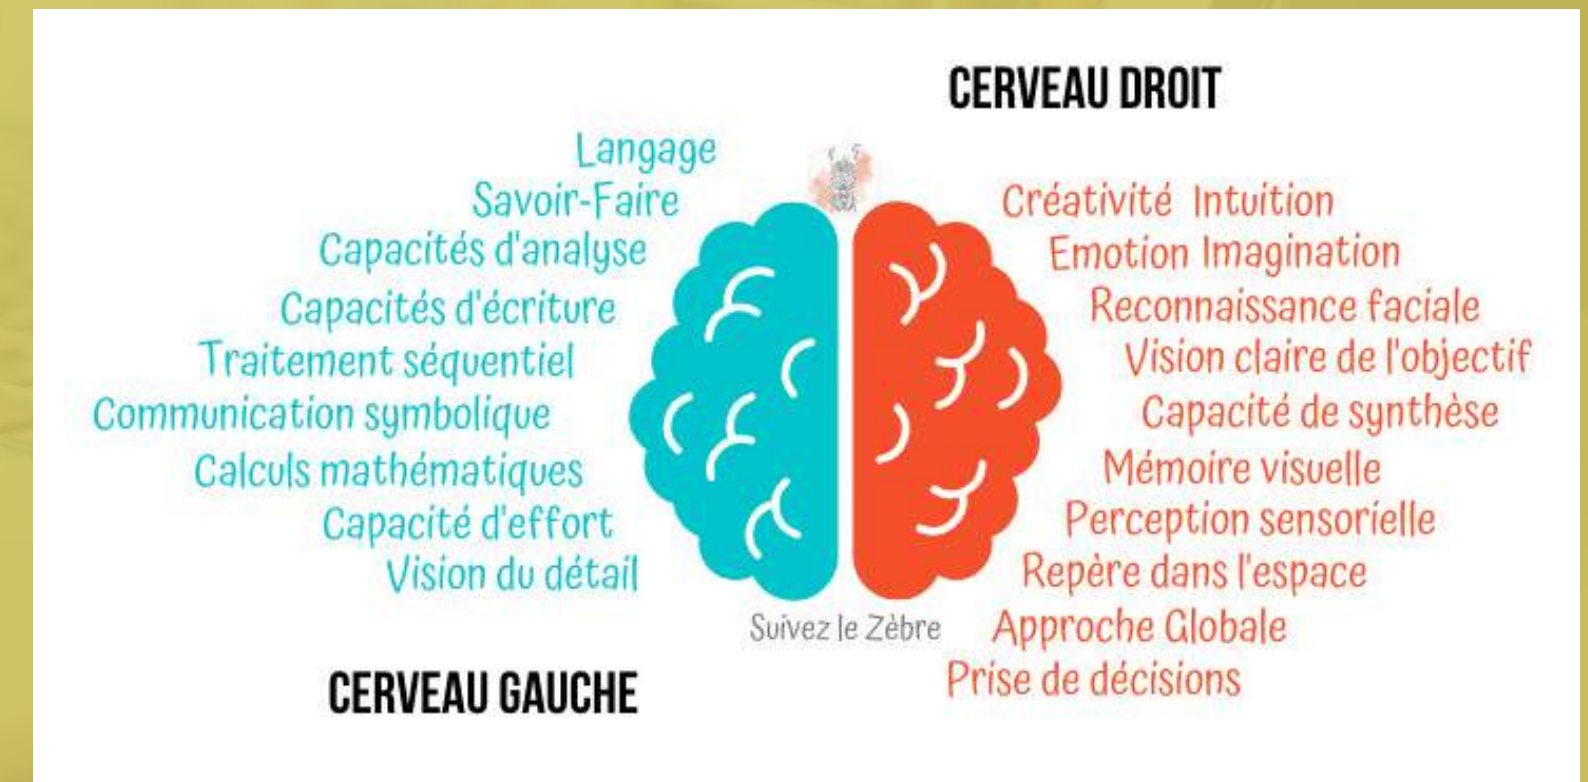 CERVEAU DROIT
Langage
Savoir-Faire
Capacités d'analyse
Capacités d'écriture
Traitement séquentiel
Communication symbolique
Calculs mathématiques
Capacité d'effort
Vision du détail
CERVEAU GAUCHE
Créativité Intuition
Emotion Imagination
Reconnaissance faciale
Vision claire de l'objectif
Capacité de synthèse
Mémoire visuelle
Perception sensorielle
Repère dans l'espace
Approche Globale
Prise de décisions
Suivez le Zèbre